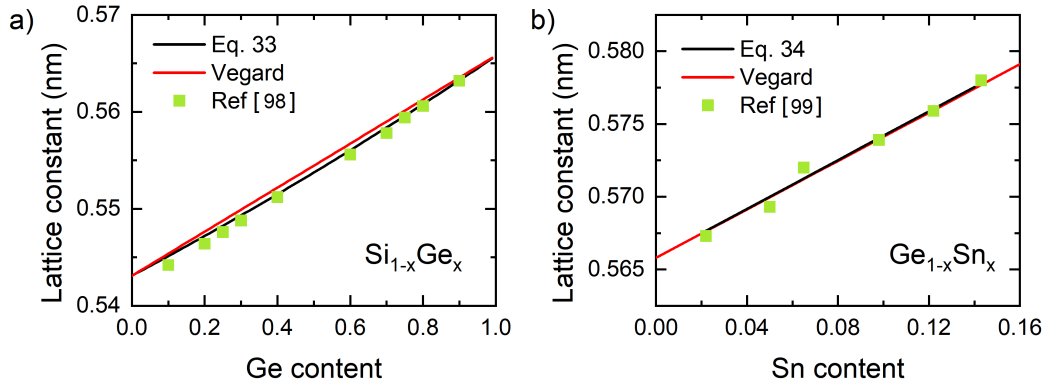 a)
0.57
0.56
0.55
0.54
Lattice constant (nm)
Eq. 33
Vegard
Ref [98]
Si1-xGex
0.0 0.2 0.4 0.6 0.8 1.0
Ge content
b)
0.580
0.575
0.570
0.565
Lattice constant (nm)
Eq. 34
Vegard
Ref [99]
Ge1-xSnx
0.00 0.04 0.08 0.12 0.16
Sn content